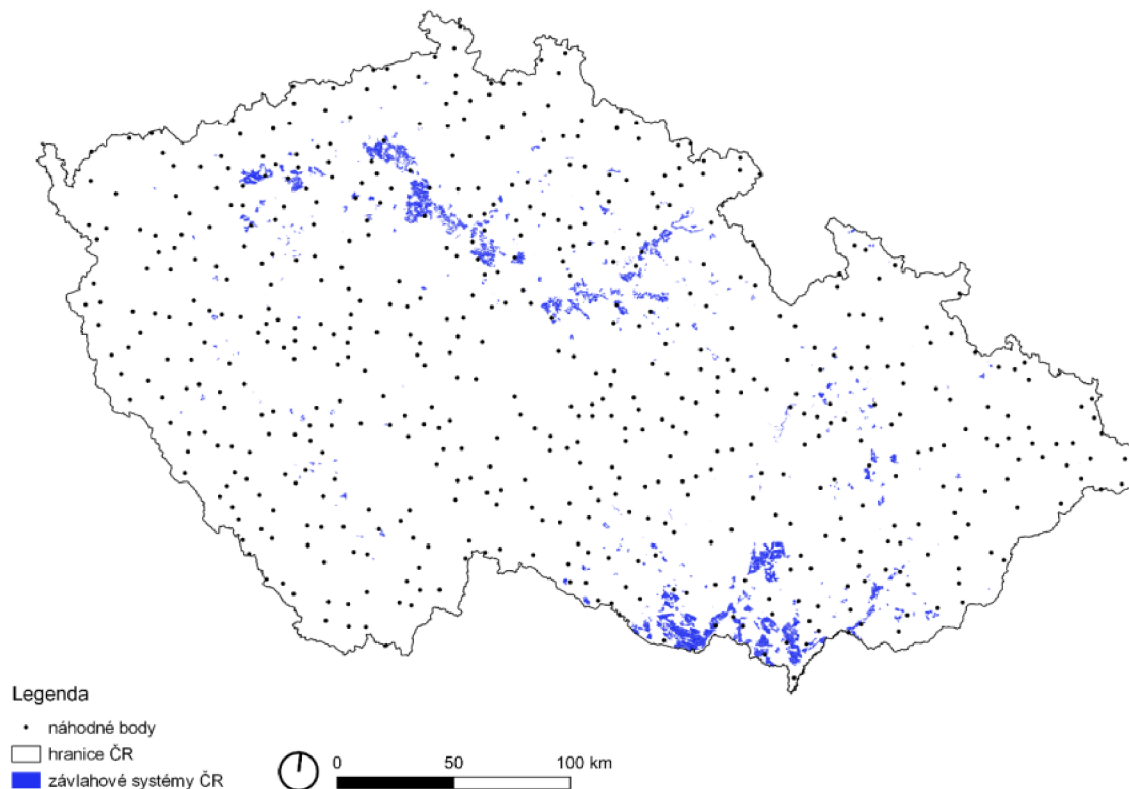 Legenda
náhodné body
hranice ČR
závlahové systémy ČR
0 50 100 km